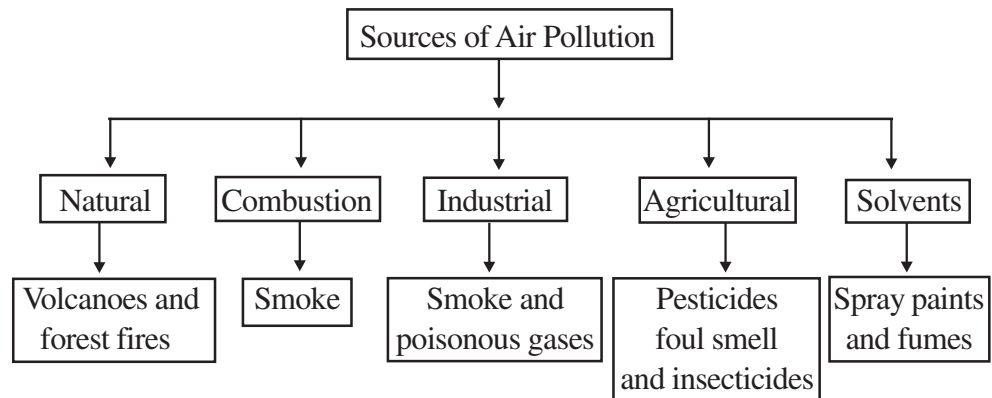 Sources of Air Pollution
Natural
Combustion
Industrial
Agricultural
Solvents
Volcanoes and
forest fires
Smoke
Smoke and
poisonous gases
Pesticides
foul smell
and insecticides
Spray paints
and fumes